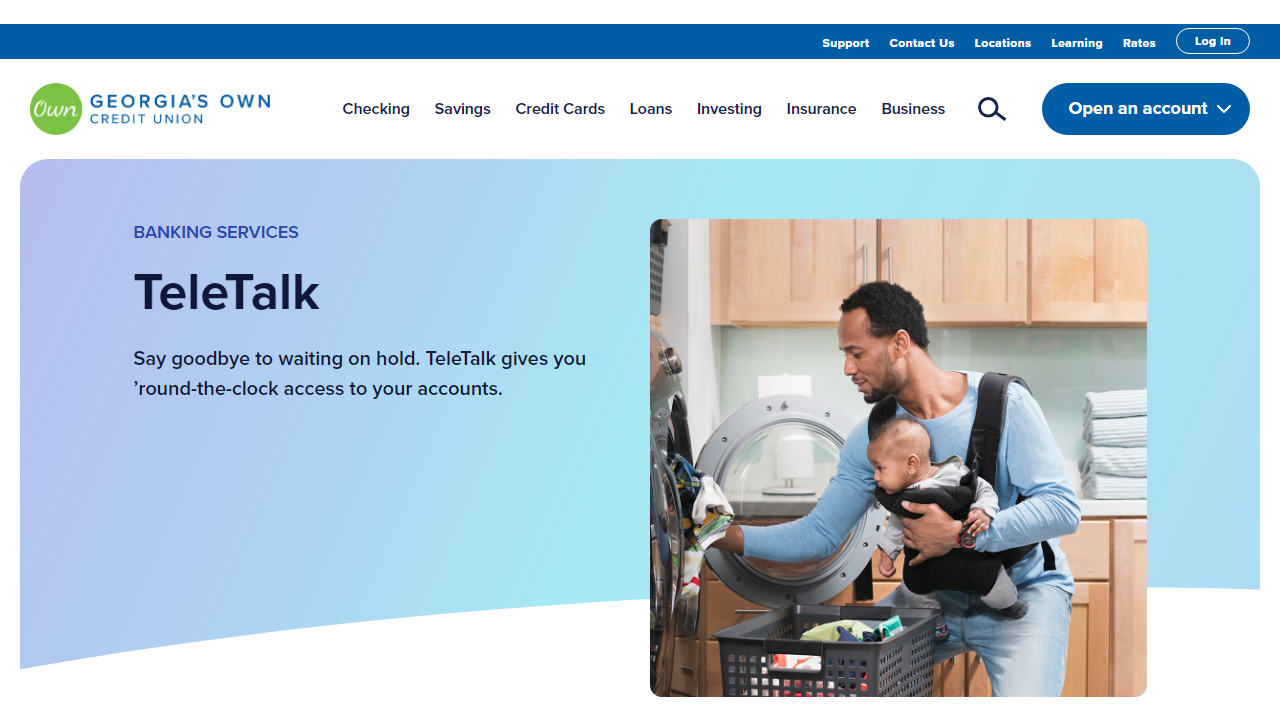 Support Contact Us Locations Learning Rates Log In
Own GEORGIA'S OWN
CREDIT UNION
Checking Savings Credit Cards Loans Investing Insurance Business Open an account
BANKING SERVICES
TeleTalk
Say goodbye to waiting on hold. TeleTalk gives you
’round-the-clock access to your accounts.